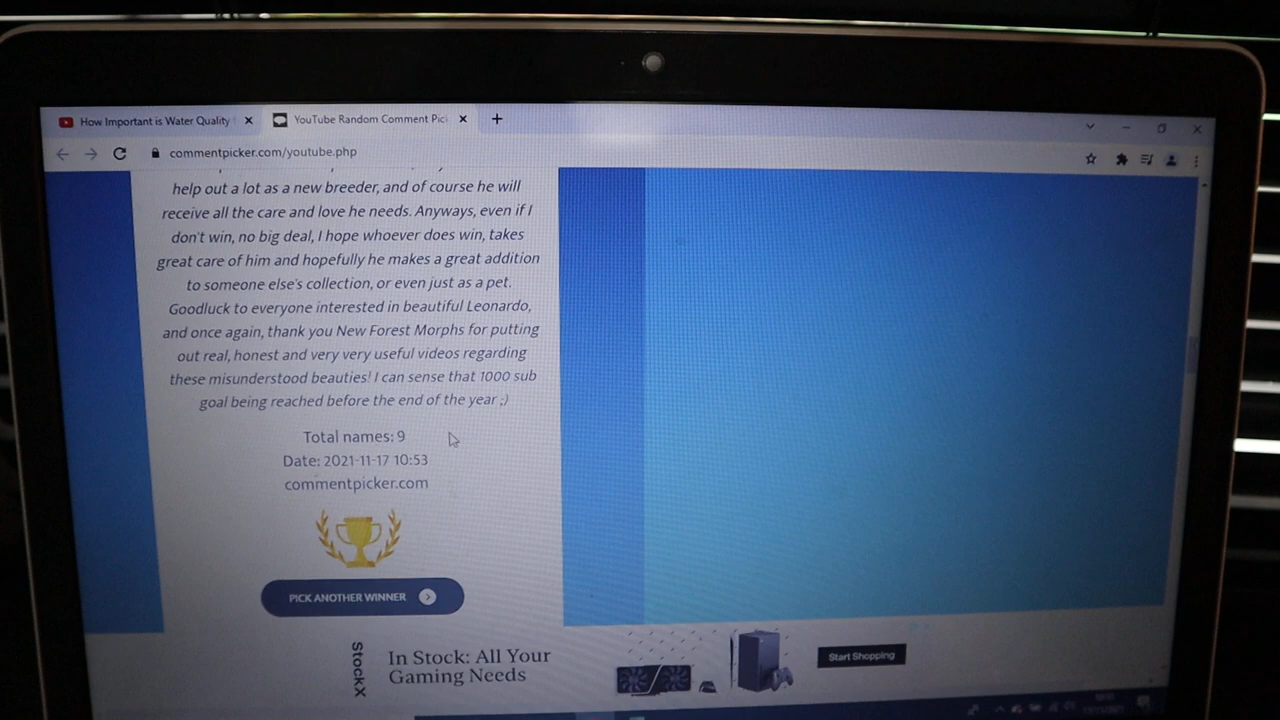 How Important is Water Quality
YouTube Random Comment Pic
commentpicker.com/youtube.php
help out a lot as a new breeder, and of course he will
receive all the care and love he needs. Anyways, even if I
don't win, no big deal, I hope whoever does win, takes
great care of him and hopefully he makes a great addition
to someone else's collection, or even just as a pet.
Goodluck to everyone interested in beautiful Leonardo,
and once again, thank you New Forest Morphs for putting
out real, honest and very very useful videos regarding
these misunderstood beauties! I can sense that 1000 sub
goal being reached before the end of the year ;)
Total names: 9
Date: 2021-11-17 10:53
commentpicker.com
PICK ANOTHER WINNER
StockX
In Stock: All Your
Gaming Needs
Start Shopping